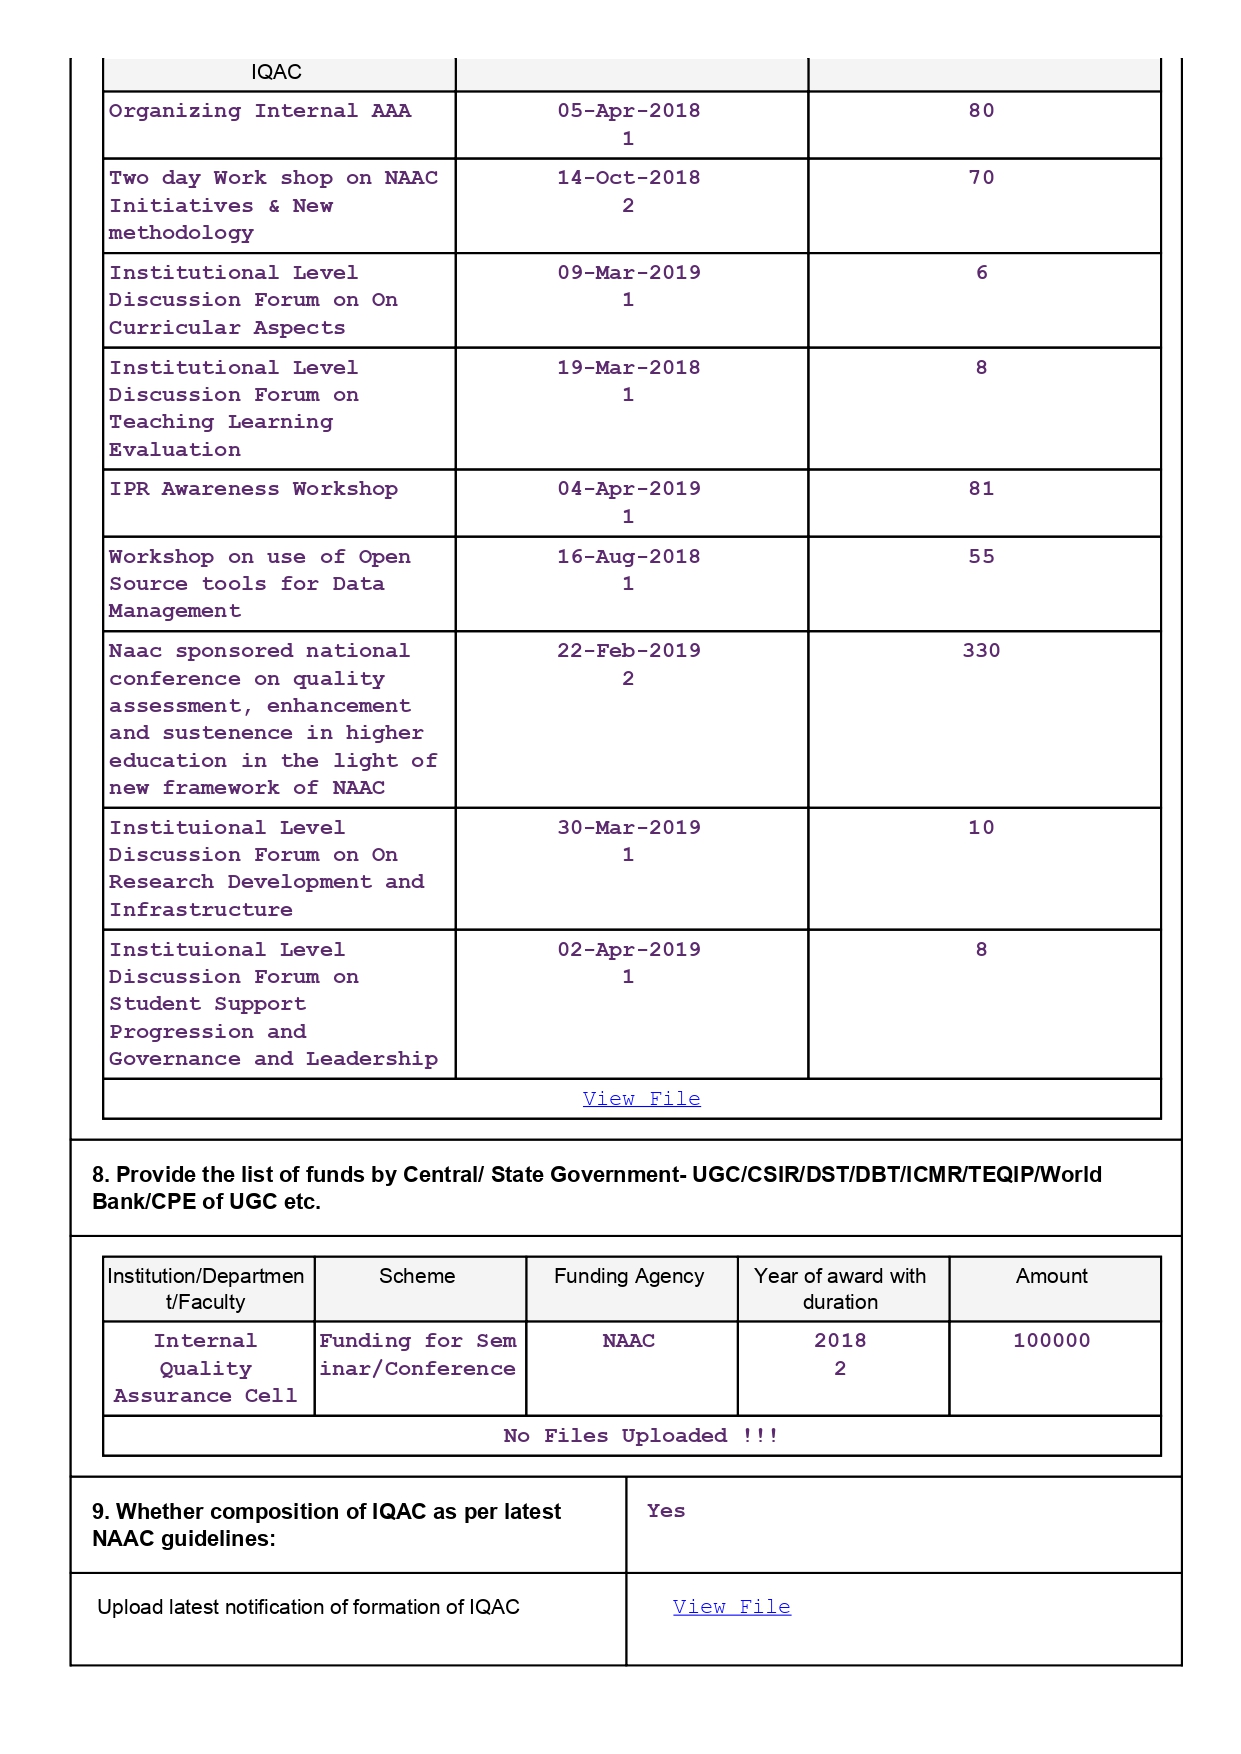 IQAC
Organizing Internal AAA 05-Apr-2018 80
1
Two day Work shop on NAAC 14-Oct-2018 70
Initiatives & New 2
methodology
Institutional Level 09-Mar-2019 6
Discussion Forum on On 1
Curricular Aspects
Institutional Level 19-Mar-2018 8
Discussion Forum on 1
Teaching Learning
Evaluation
IPR Awareness Workshop 04-Apr-2019 81
1
Workshop on use of Open 16-Aug-2018 55
Source tools for Data 1
Management
Naac sponsored national 22-Feb-2019 330
conference on quality 2
assessment, enhancement
and sustenence in higher
education in the light of
new framework of NAAC
Instituional Level 30-Mar-2019 10
Discussion Forum on On 1
Research Development and
Infrastructure
Instituional Level 02-Apr-2019 8
Discussion Forum on 1
Student Support
Progression and
Governance and Leadership
View File
8. Provide the list of funds by Central/ State Government- UGC/CSIR/DST/DBT/ICMR/TEQIP/World
Bank/CPE of UGC etc.
Institution/Departmen Scheme Funding Agency Year of award with Amount
t/Faculty duration
Internal Funding for Sem NAAC 2018 100000
Quality inar/Conference 2
Assurance Cell
No Files Uploaded !!!
9. Whether composition of IQAC as per latest Yes
NAAC guidelines:
Upload latest notification of formation of IQAC View File